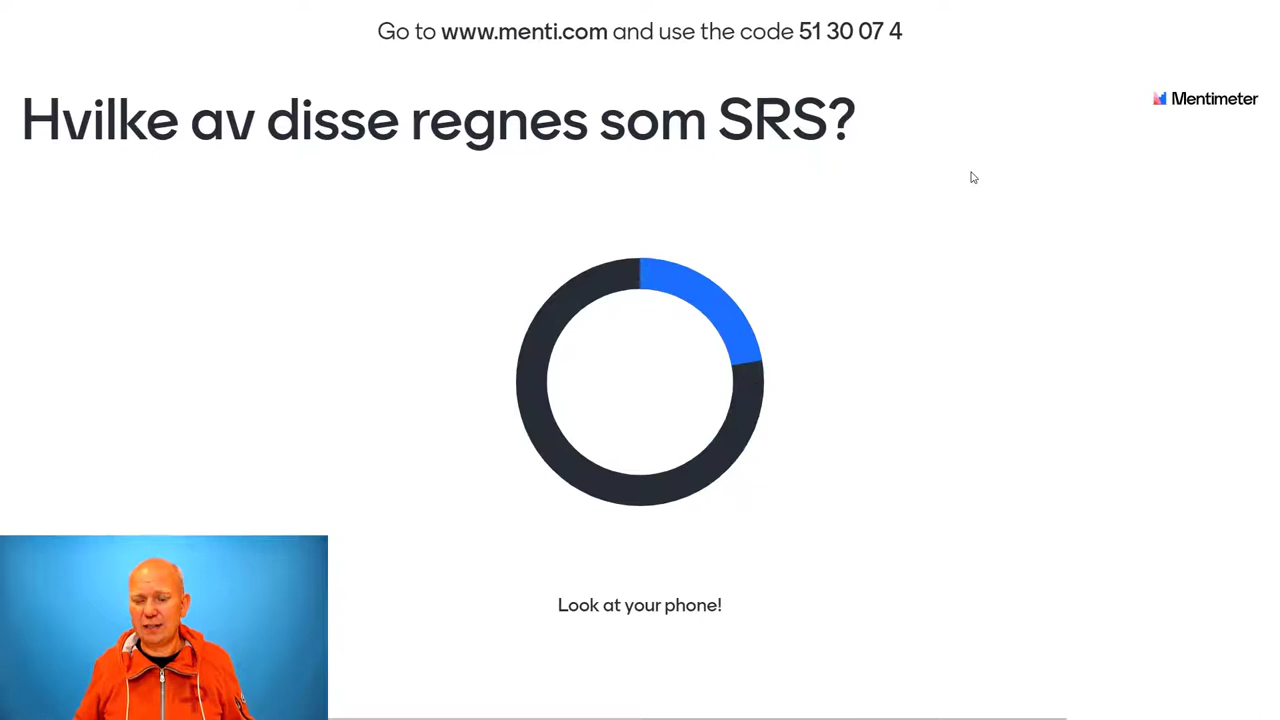 Go to www.menti.com and use the code 51 30 07 4
Hvilke av disse regnes som SRS?
Mentimeter
Look at your phone!